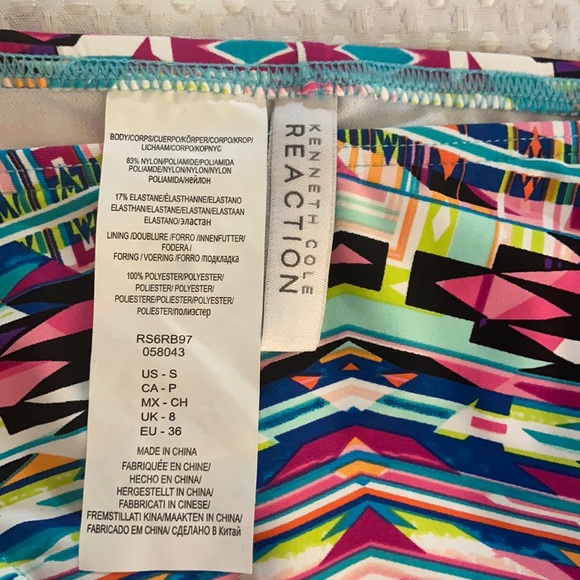 BODY/CORPS/CUERPO/KÖRPER/CORPO/KROP/
LICHAAM/CORPO/КОРПУС
83% NYLON/POLIAMIDE/POLIAMIDA
POLIAMIDE/NYLON/NYLON/NYLON/
POLIAMIDA/нейлон
17% ELASTANE/ÉLASTHANNE/ELASTANO
ELASTHAN/ELASTANE/ELASTAN/ELASTAAN
ELASTANO/эластан
LINING /DOUBLURE /FORRO /INNENFUTTER/
FODERA/
FORING / VOERING /FORRO /подкладка
100% POLYESTER/POLYESTER/
POLIÉSTER/POLYESTER/
POLIESTERE/POLIESTER/POLYESTER/
POLIESTER/полиэстер
RS6RB97
058043
US - S
CA - P
MX - CH
UK - 8
EU - 36
MADE IN CHINA
FABRIQUÉE EN CHINE/
HECHO EN CHINA/
HERGESTELLT IN CHINA/
FABBRICATI IN CINESE/
FREMSTILLATI KINA/MAAKTEN IN CHINA/
FABRICADO EM CHINA/СДЕЛАНО В Китай
KENNETH COLE
REACTION